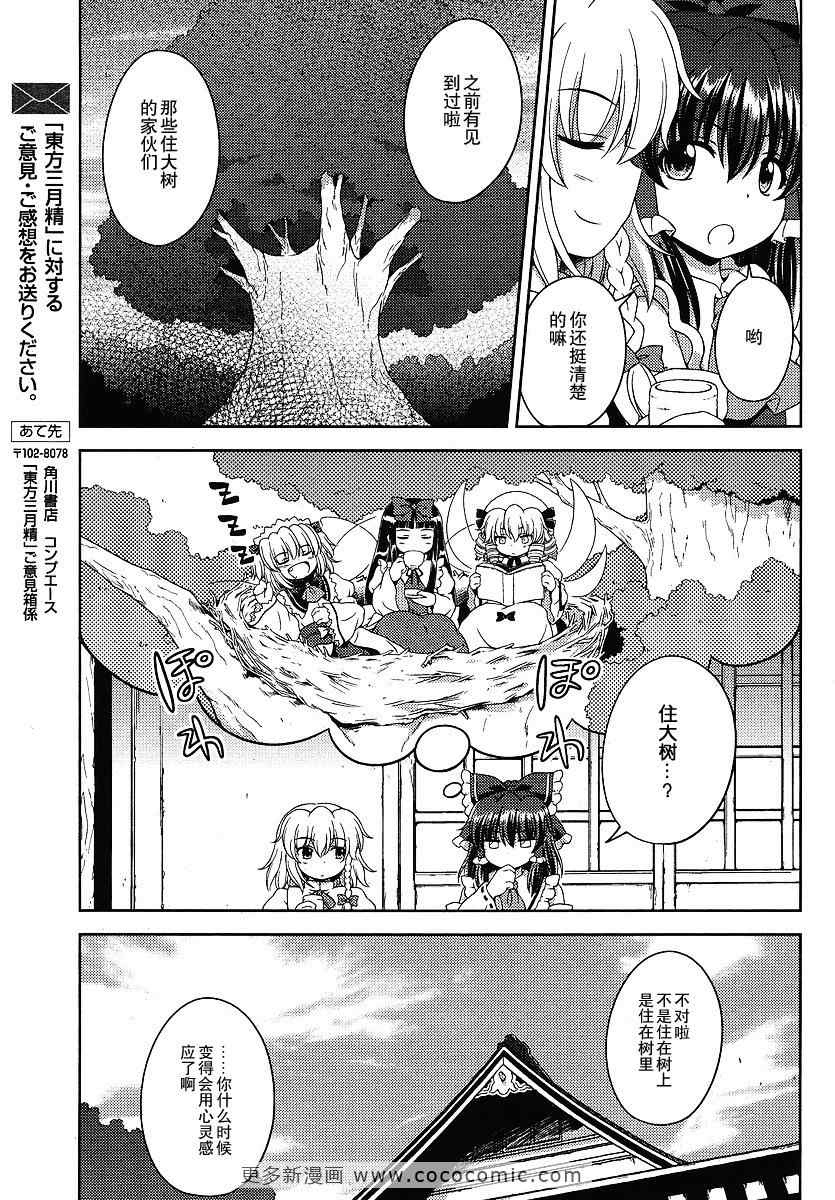 哟
你还挺清楚
的嘛
之前有见
到过啦
那些住大树
的家伙们
zzz
ぽ
わ
ぽ
わ
住大树…?
不对啦
不是住在树上
是住在树里
……你什么时候
变得会用心灵感
应了啊
「東方三月精」に対する
ご意見・ご感想をお送りください。
あて先
〒102-8078
角川書店 コンプエース
「東方三月精」ご意見箱係
更多新漫画 www.cococomic.com